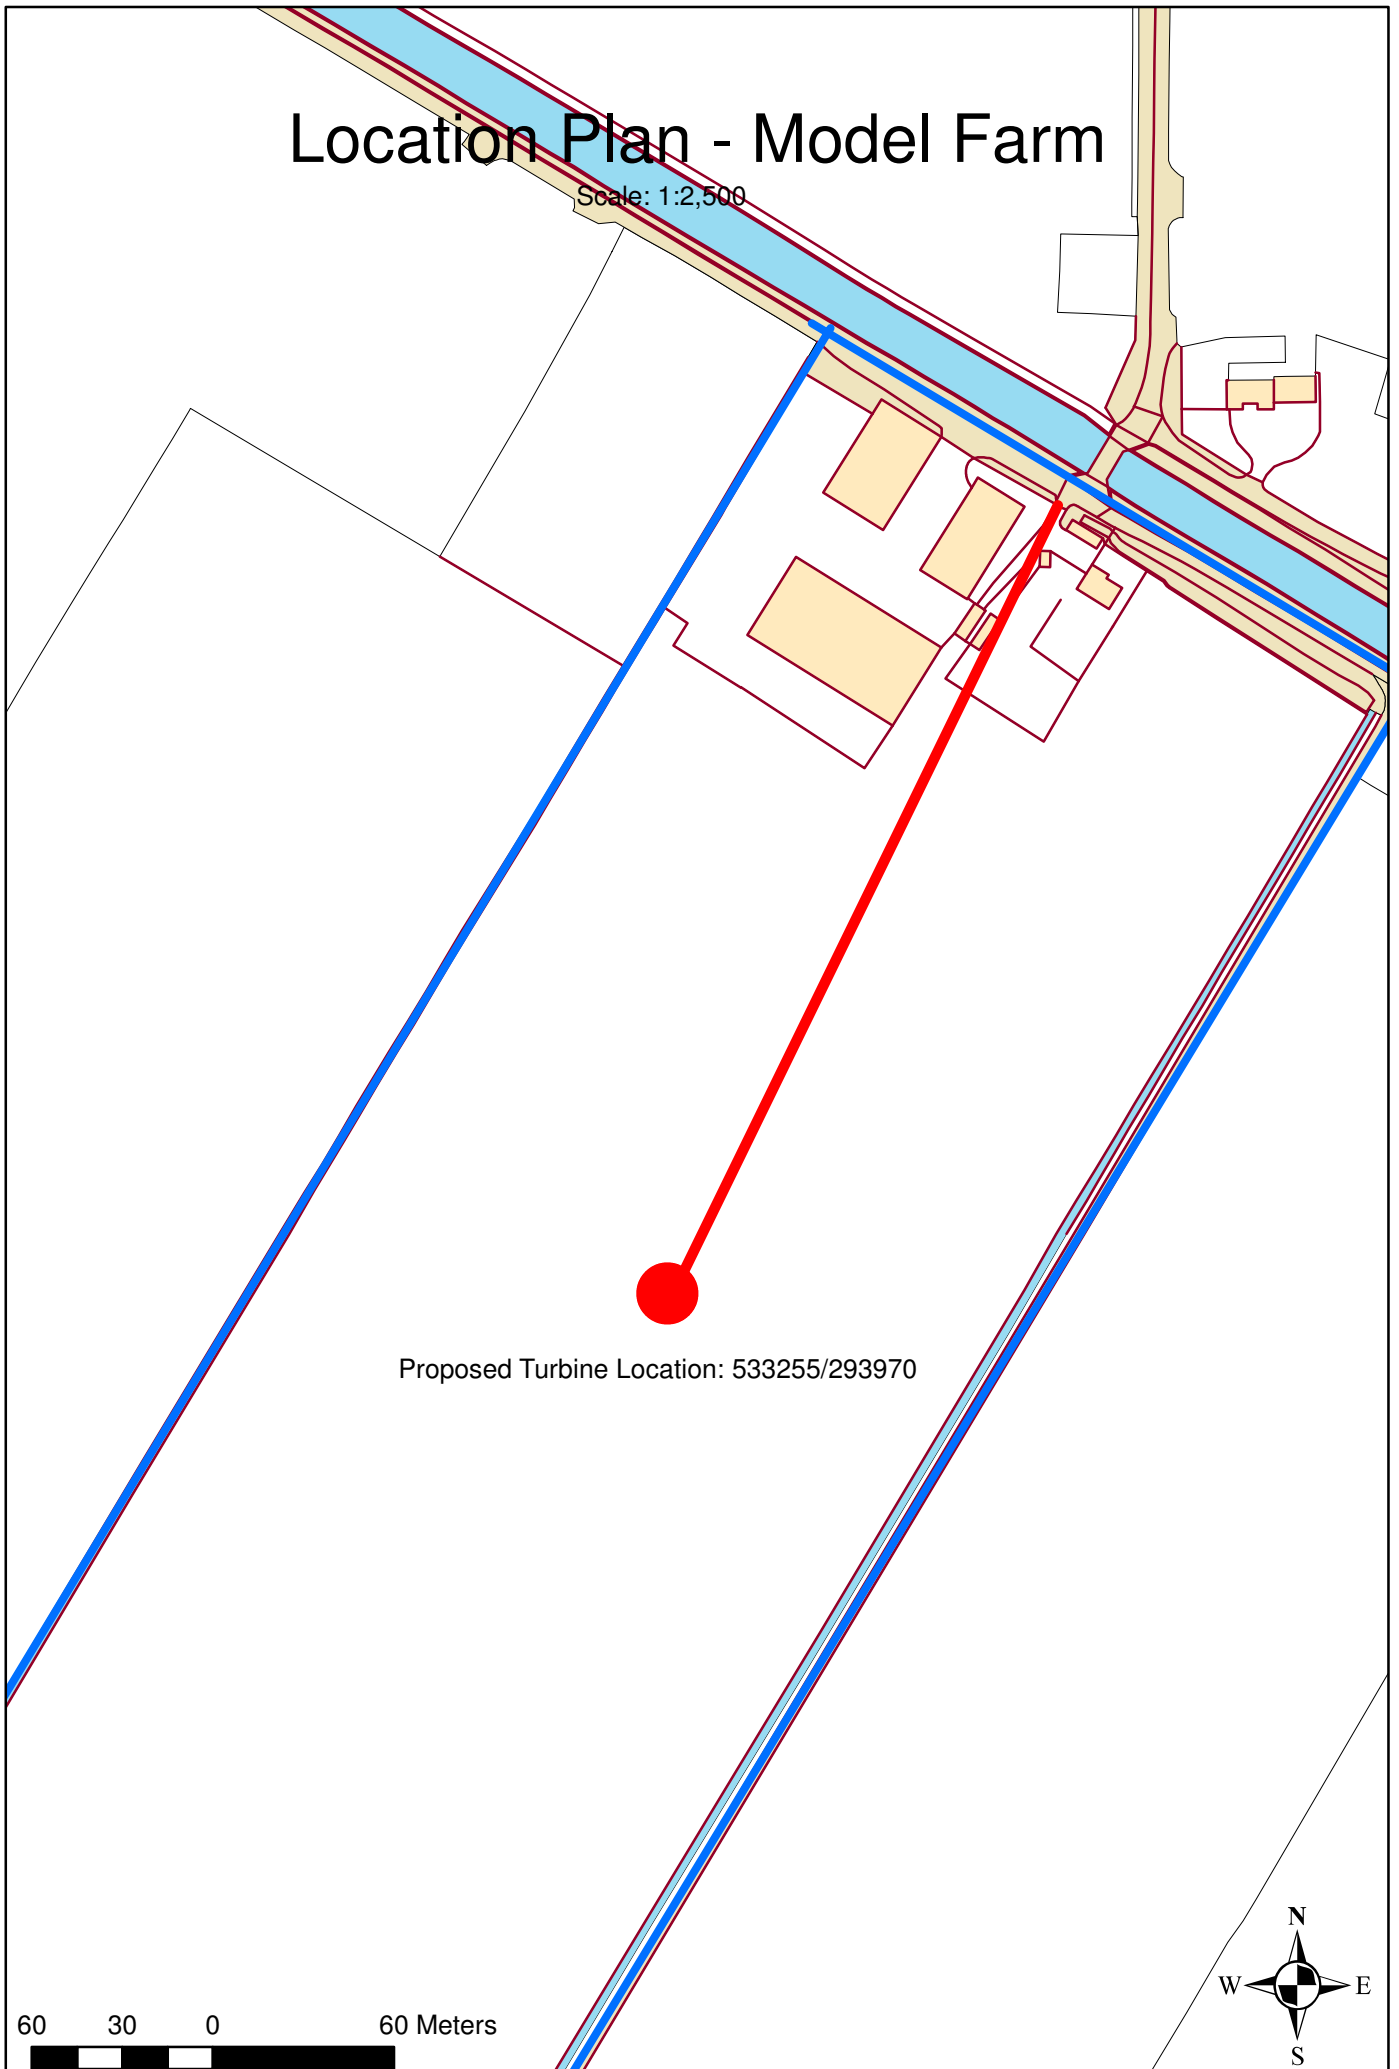 Location Plan - Model Farm
Scale: 1:2,500
Proposed Turbine Location: 533255/293970
N
W E
S
60 30 0 60 Meters